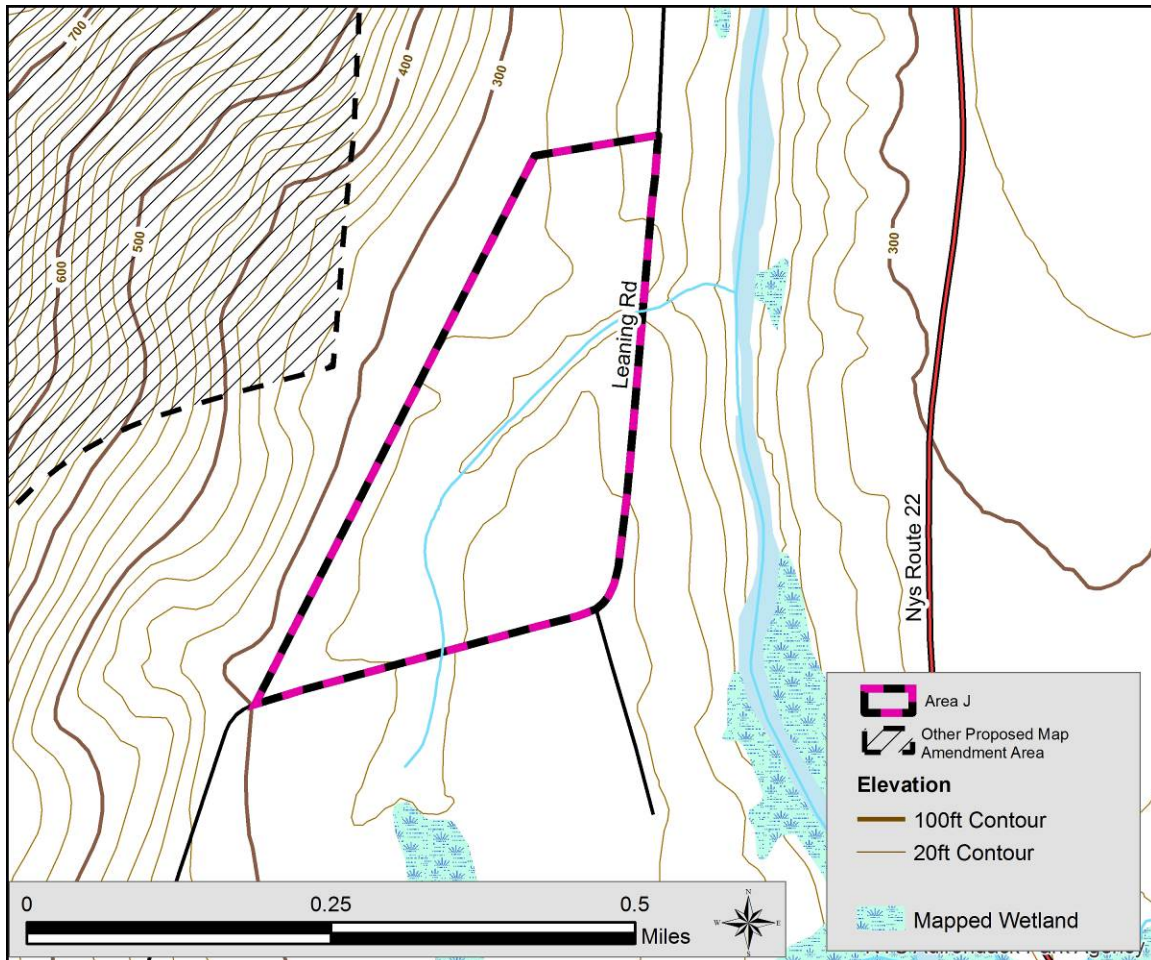 700
400
300
500
600
300
Leaning Rd
Nys Route 22
Area J
Other Proposed Map
Amendment Area
Elevation
100ft Contour
20ft Contour
Mapped Wetland
0 0.25 0.5
Miles
N
W E
S